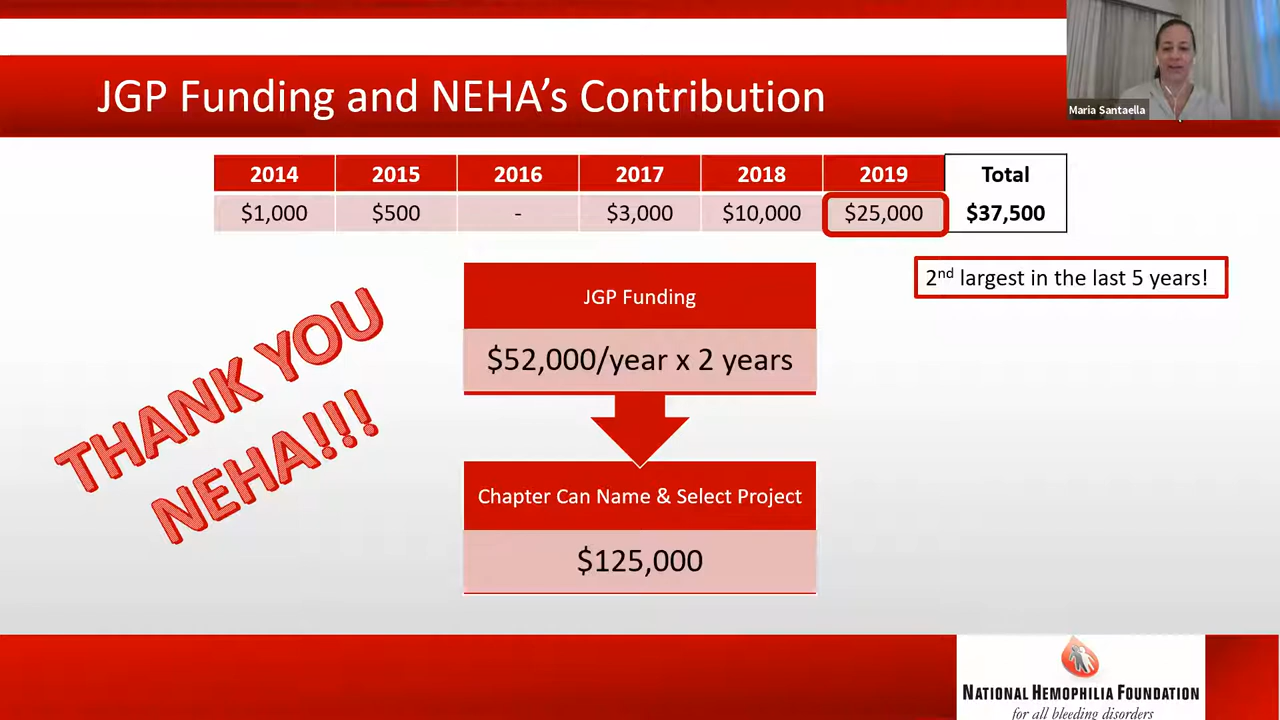 JGP Funding and NEHA's Contribution
Maria Santaella
2014 2015 2016 2017 2018 2019 Total
$1,000 $500 - $3,000 $10,000 $25,000 $37,500
2nd largest in the last 5 years!
JGP Funding
$52,000/year x 2 years
THANK YOU
NEHA!!!
Chapter Can Name & Select Project
$125,000
NATIONAL HEMOPHILIA FOUNDATION
for all bleeding disorders